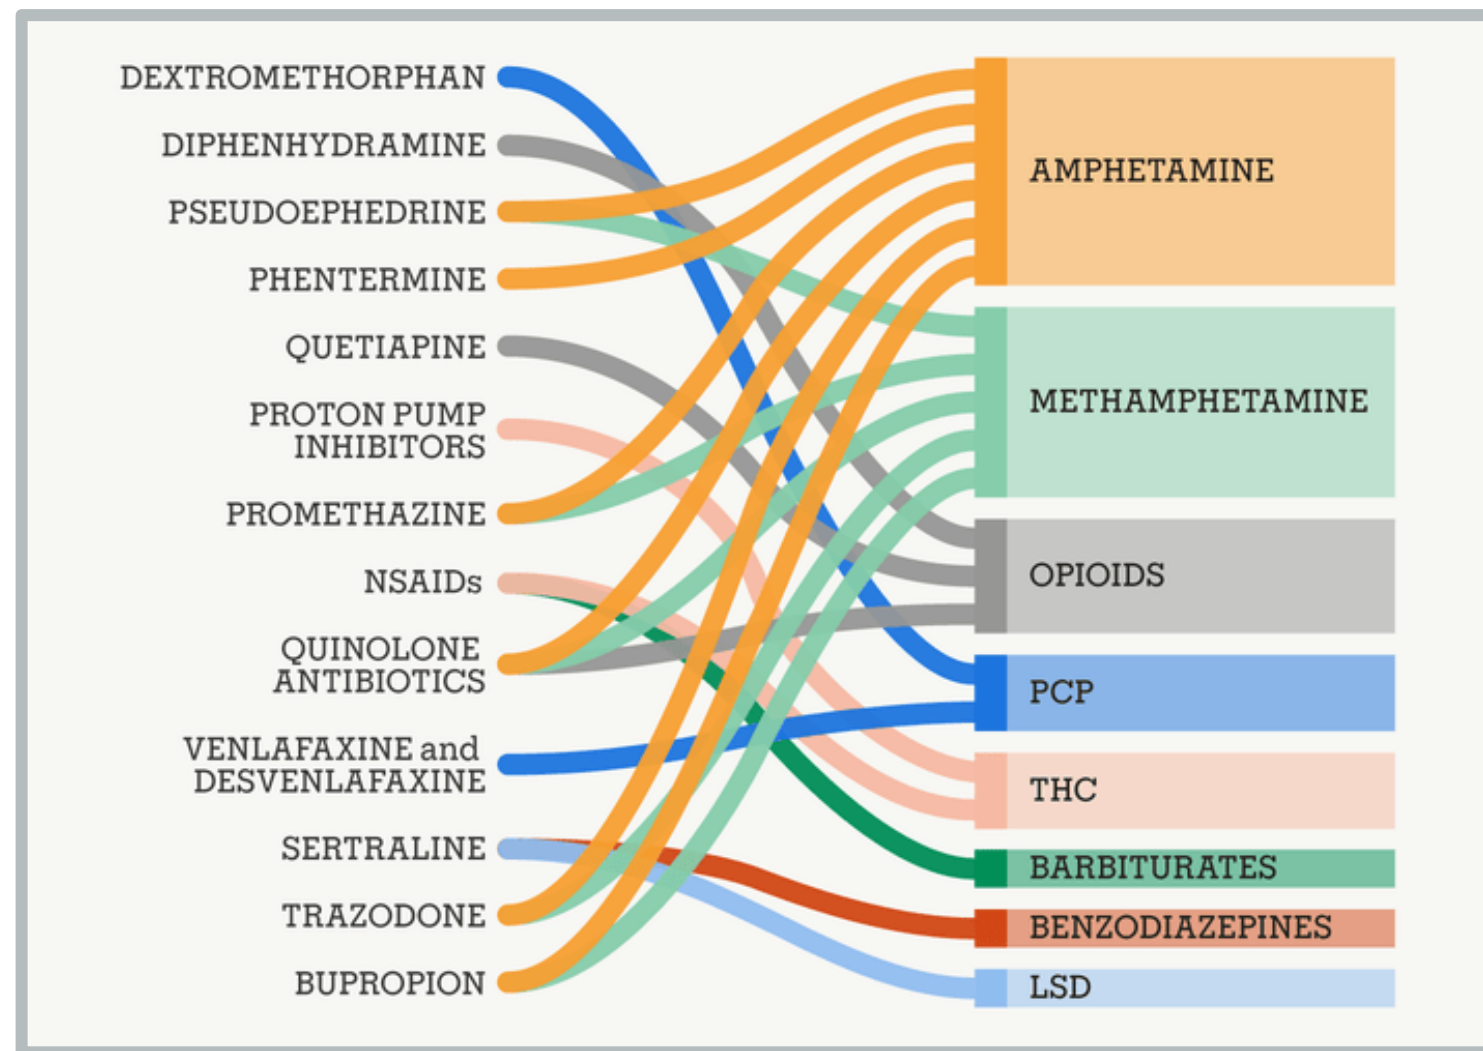 DEXTROMETHORPHAN
DIPHENHYDRAMINE
PSEUDOEPHEDRINE
PHENTERMINE
QUETIAPINE
PROTON PUMP
INHIBITORS
PROMETHAZINE
NSAIDs
QUINOLONE
ANTIBIOTICS
VENLAFAXINE and
DESVENLAFAXINE
SERTRALINE
TRAZODONE
BUPROPION
AMPHETAMINE
METHAMPHETAMINE
OPIOIDS
PCP
THC
BARBITURATES
BENZODIAZEPINES
LSD